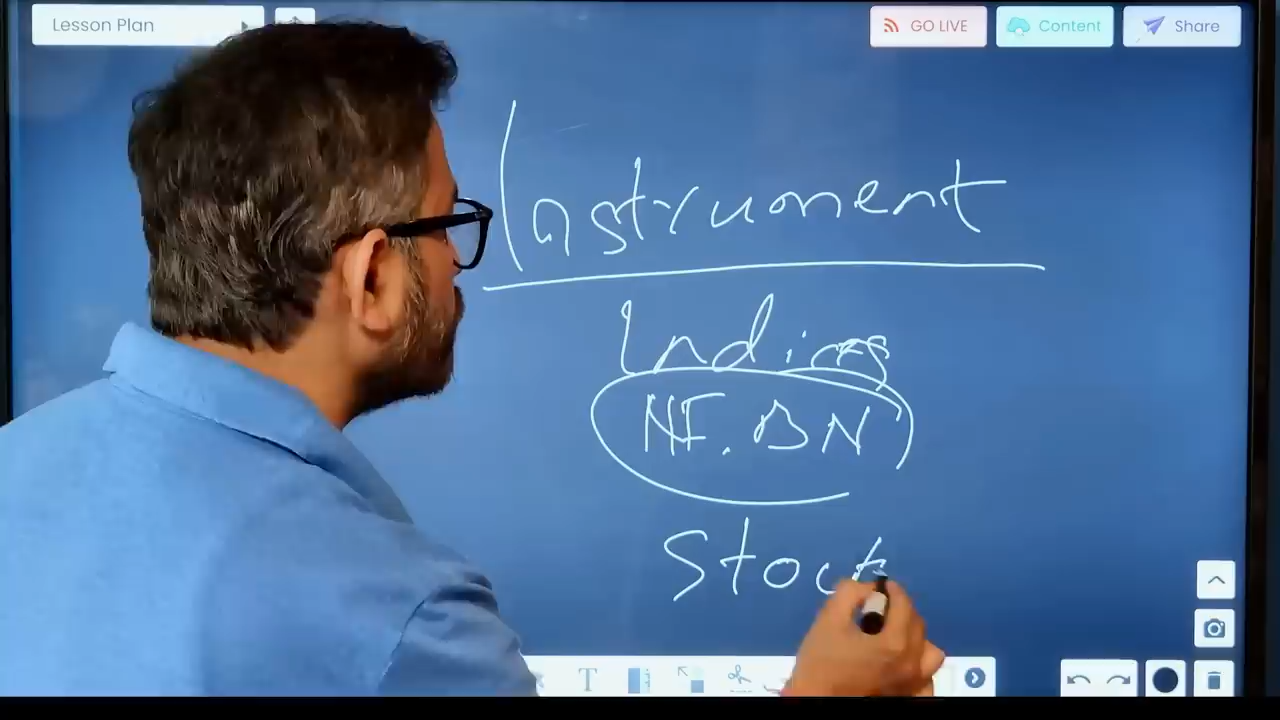 Lesson Plan
GO LIVE
Content
Share
Instrument
Indices
NF. BN
Stock
T